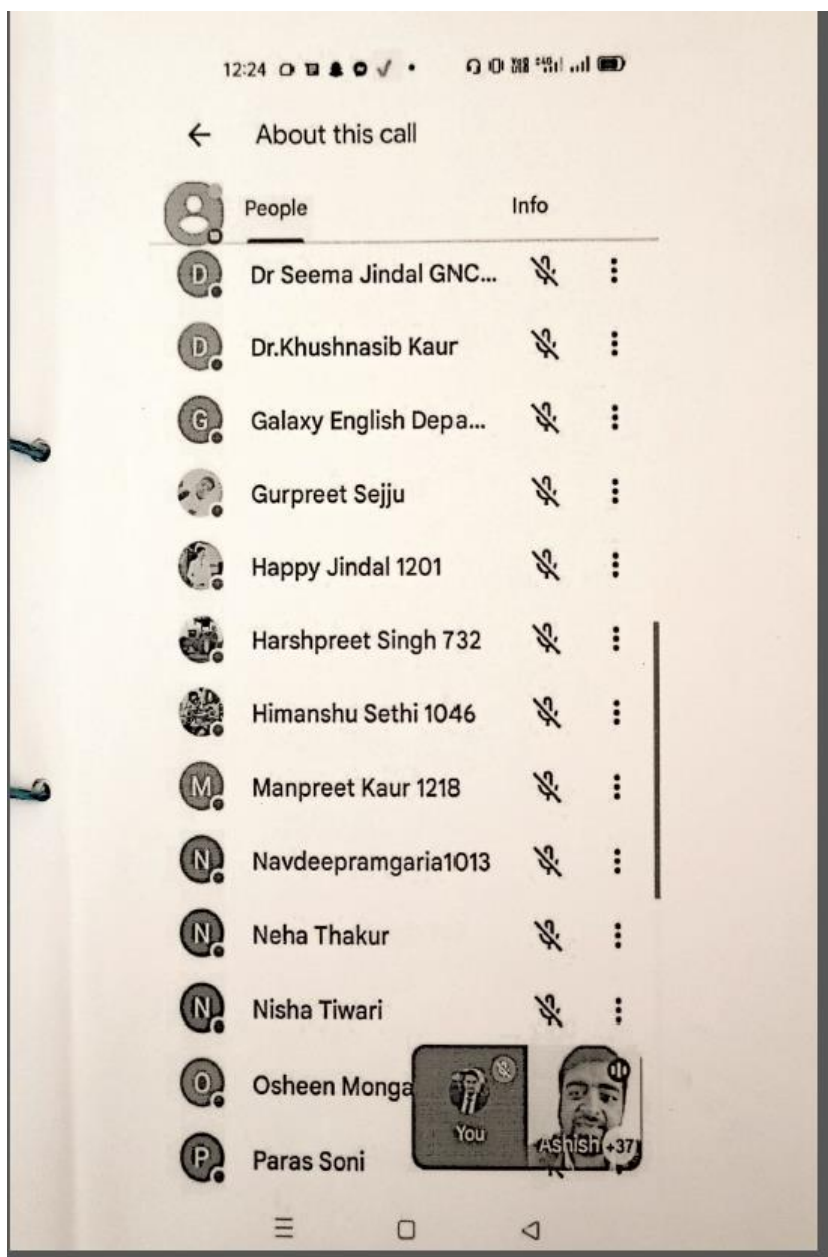 12:24
About this call
People Info
D Dr Seema Jindal GNC...
D Dr.Khushnasib Kaur
G Galaxy English Depa...
Gurpreet Sejju
Happy Jindal 1201
Harshpreet Singh 732
Himanshu Sethi 1046
M Manpreet Kaur 1218
N Navdeepramgaria1013
N Neha Thakur
N Nisha Tiwari
O Osheen Monga
You Ashish +37
P Paras Soni